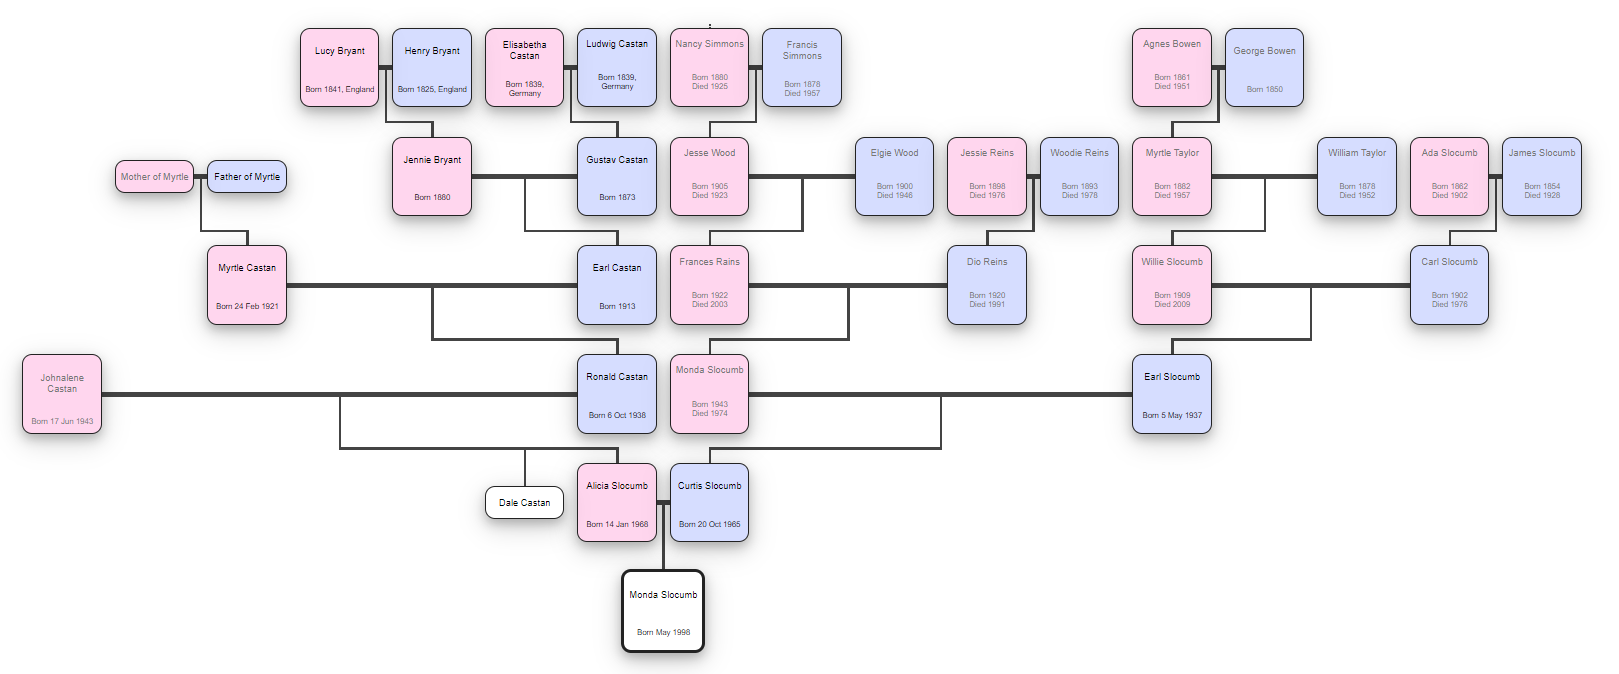 Lucy Bryant
Born 1841, England
Henry Bryant
Born 1825, England
Elisabetha
Castan
Born 1839,
Germany
Ludwig Castan
Born 1839,
Germany
Nancy Simmons
Born 1880
Died 1925
Francis
Simmons
Born 1878
Died 1957
Agnes Bowen
Born 1861
Died 1951
George Bowen
Born 1850
Mother of Myrtle
Father of Myrtle
Jennie Bryant
Born 1880
Gustav Castan
Born 1873
Jesse Wood
Born 1905
Died 1923
Elgie Wood
Born 1900
Died 1946
Jessie Reins
Born 1898
Died 1976
Woodie Reins
Born 1893
Died 1978
Myrtle Taylor
Born 1882
Died 1957
William Taylor
Born 1878
Died 1952
Ada Slocumb
Born 1862
Died 1902
James Slocumb
Born 1854
Died 1928
Myrtle Castan
Born 24 Feb 1921
Earl Castan
Born 1913
Frances Rains
Born 1922
Died 2003
Dio Reins
Born 1920
Died 1991
Willie Slocumb
Born 1909
Died 2009
Carl Slocumb
Born 1902
Died 1976
Johnalene
Castan
Born 17 Jun 1943
Ronald Castan
Born 6 Oct 1938
Monda Slocumb
Born 1943
Died 1974
Earl Slocumb
Born 5 May 1937
Dale Castan
Alicia Slocumb
Born 14 Jan 1968
Curtis Slocumb
Born 20 Oct 1965
Monda Slocumb
Born May 1998